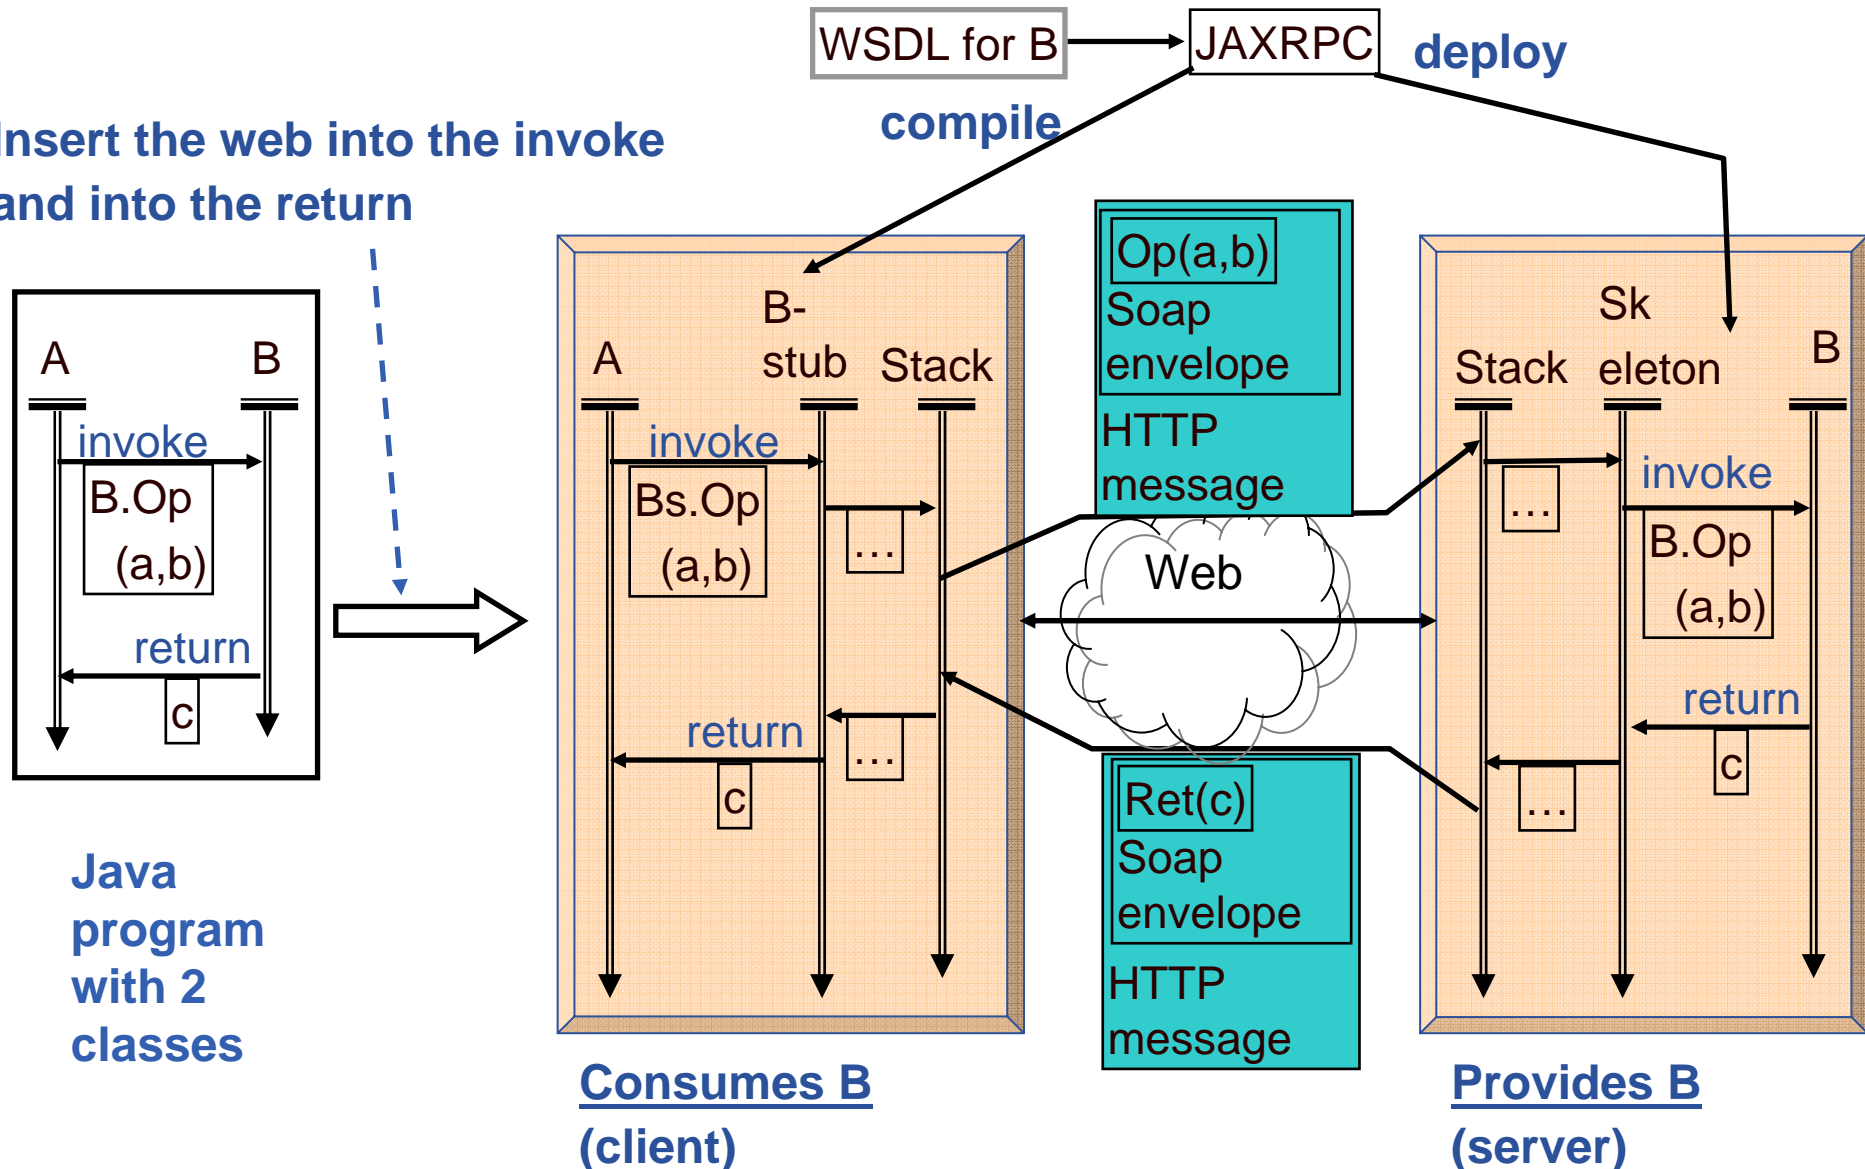 WSDL for B
JAXRPC
deploy
compile
Insert the web into the invoke
and into the return
A
B
invoke
B.Op
(a,b)
return
c
Java
program
with 2
classes
A
B-
stub
Stack
invoke
Bs.Op
(a,b)
...
...
return
c
Consumes B
(client)
Op(a,b)
Soap
envelope
HTTP
message
Web
Ret(c)
Soap
envelope
HTTP
message
Stack
Sk
eleton
B
...
invoke
B.Op
(a,b)
return
c
...
Provides B
(server)